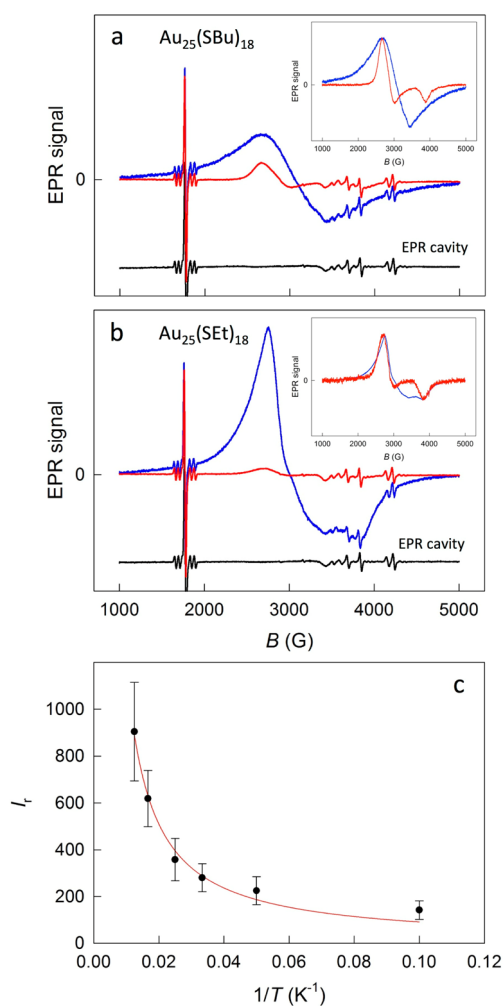 a
Au25(SBu)18
EPR signal
0
EPR signal
0
1000 2000 3000 4000 5000
B (G)
EPR cavity
b
Au25(SEt)18
EPR signal
0
EPR signal
0
1000 2000 3000 4000 5000
B (G)
EPR cavity
1000 2000 3000 4000 5000
B (G)
c
Ir
1000
800
600
400
200
0
0.00 0.02 0.04 0.06 0.08 0.10 0.12
1/T (K⁻¹)